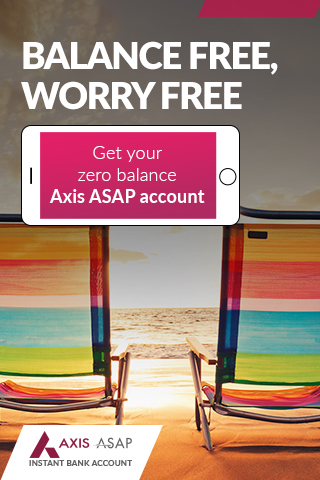 BALANCE FREE,
WORRY FREE
Get your
zero balance
Axis ASAP account
AXIS ASAP
INSTANT BANK ACCOUNT